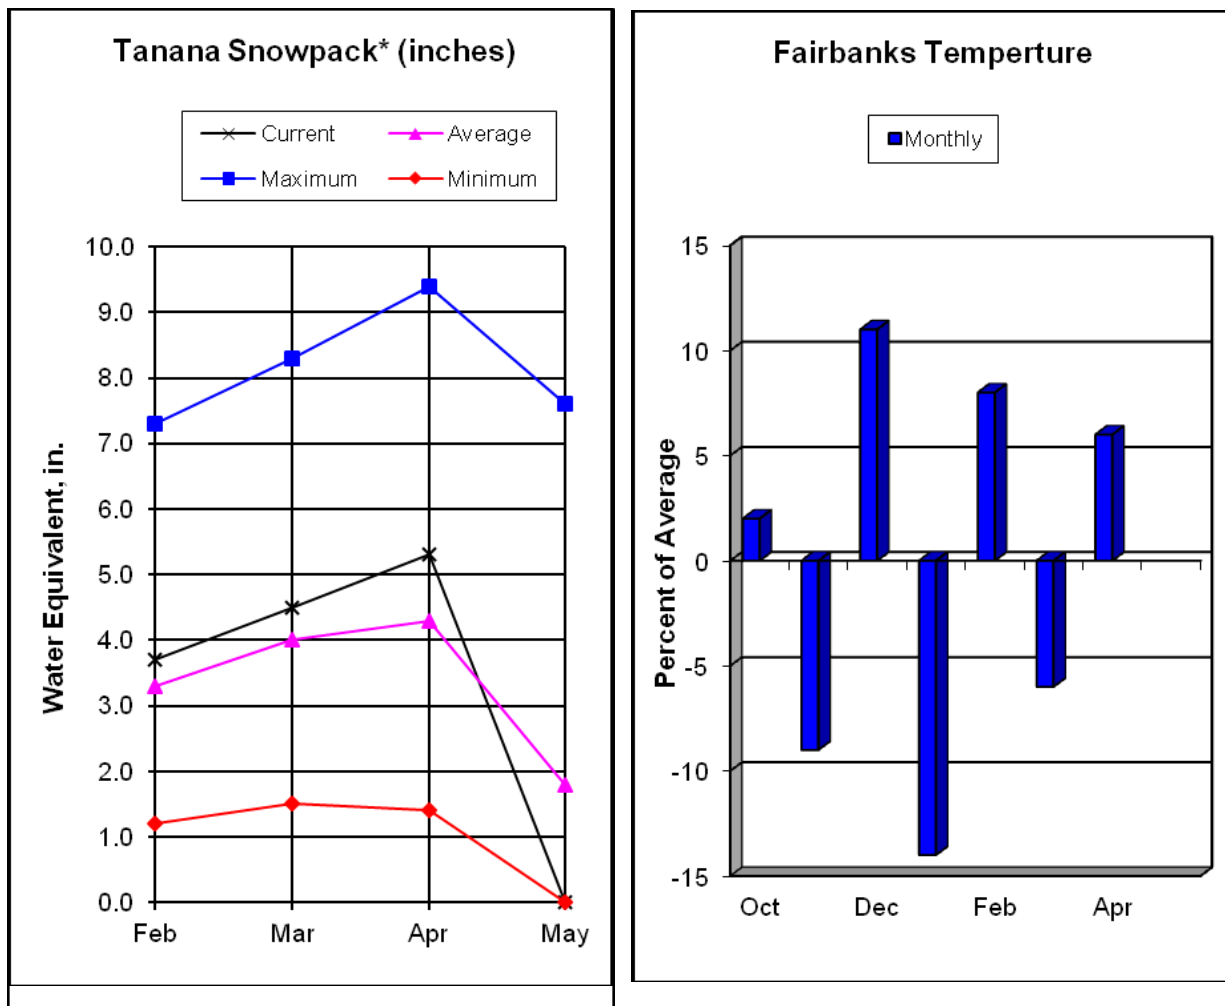 Tanana Snowpack* (inches)
Current
Average
Maximum
Minimum
Water Equivalent, in.
10.0
9.0
8.0
7.0
6.0
5.0
4.0
3.0
2.0
1.0
0.0
Feb Mar Apr May
Fairbanks Temperture
Monthly
Percent of Average
15
10
5
0
-5
-10
-15
Oct Dec Feb Apr